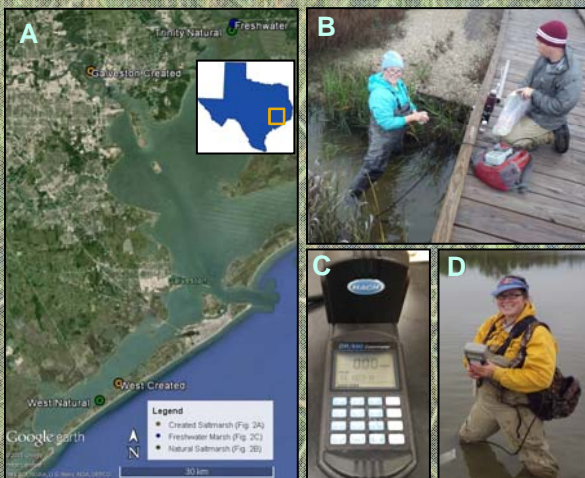 A
Trinity Natural
Freshwater
Galveston Created
Galveston
West Created
West Natural
Legend
Created Saltmarsh (Fig. 2A)
Freshwater Marsh (Fig. 2C)
Natural Saltmarsh (Fig. 2B)
Google earth
N
30 km
B
C
HACH
D